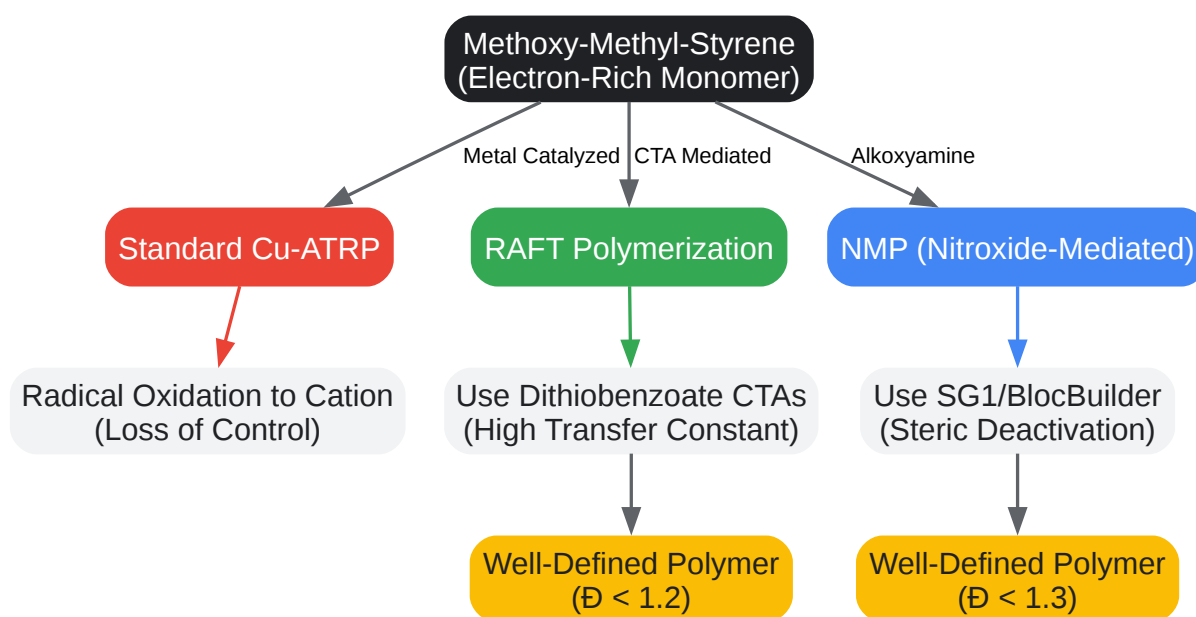 Methoxy-Methyl-Styrene
(Electron-Rich Monomer)
Metal Catalyzed
CTA Mediated
Alkoxyamine
Standard Cu-ATRP
RAFT Polymerization
NMP (Nitroxide-Mediated)
Radical Oxidation to Cation
(Loss of Control)
Use Dithiobenzoate CTAs
(High Transfer Constant)
Use SG1/BlocBuilder
(Steric Deactivation)
Well-Defined Polymer
(Đ < 1.2)
Well-Defined Polymer
(Đ < 1.3)